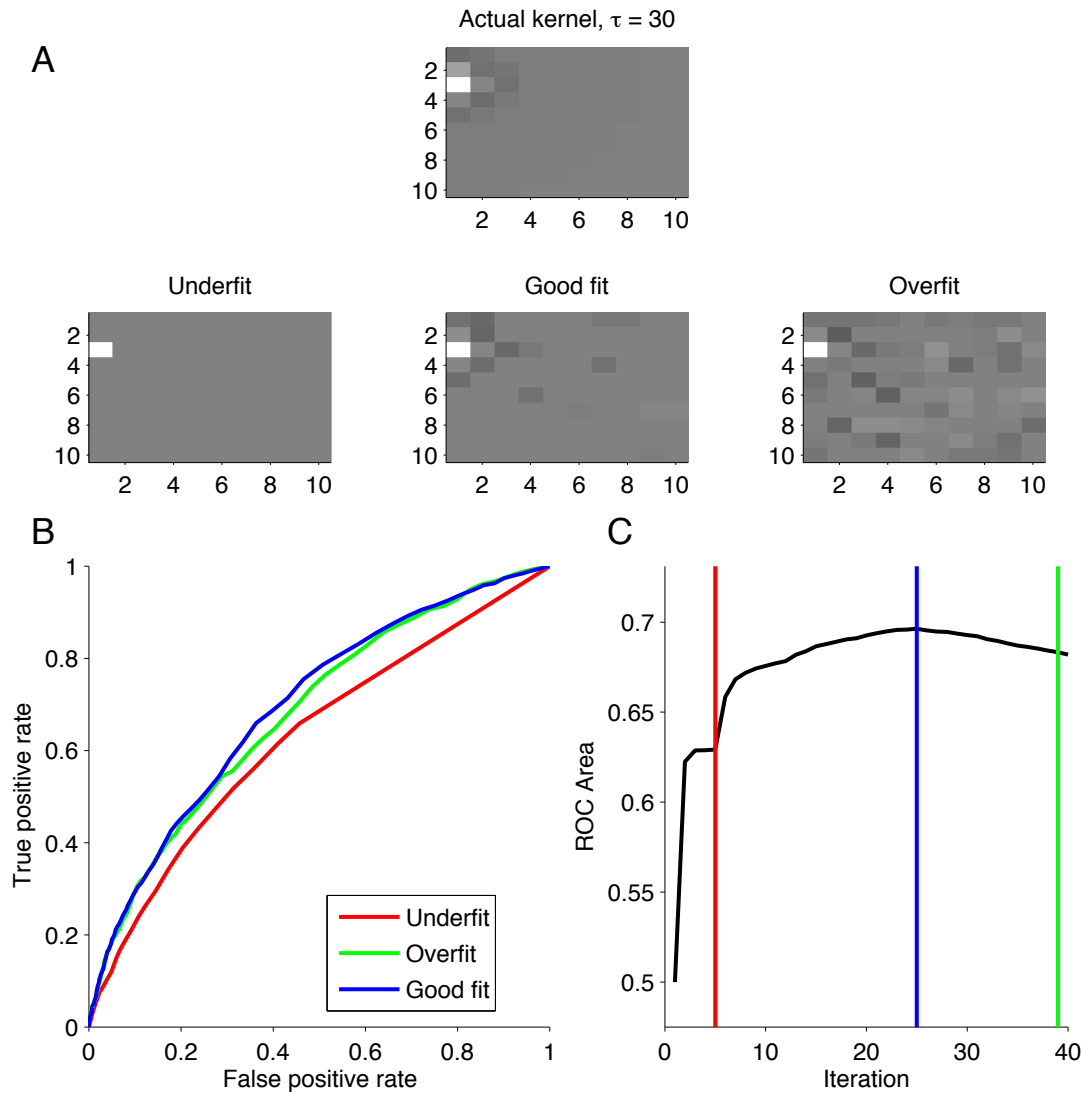 Actual kernel, τ = 30
A
2
4
6
8
10
2 4 6 8 10
Underfit
2
4
6
8
10
2 4 6 8 10
Good fit
2
4
6
8
10
2 4 6 8 10
Overfit
2
4
6
8
10
2 4 6 8 10
B
1
0.8
0.6
0.4
0.2
0
True positive rate
0 0.2 0.4 0.6 0.8 1
False positive rate
Underfit
Overfit
Good fit
C
0.7
0.65
0.6
0.55
0.5
ROC Area
0 10 20 30 40
Iteration